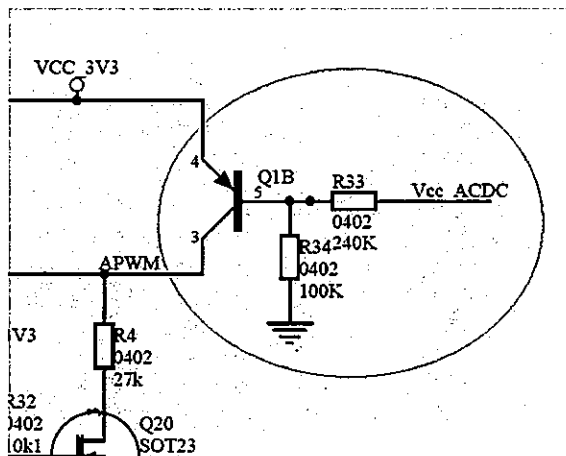 VCC_3V3
4
Q1B
5
R33
Vcc_ACDC
0402
240K
3
R34
0402
100K
APWM
V3
R4
0402
27k
R32
0402
10k1
Q20
SOT23